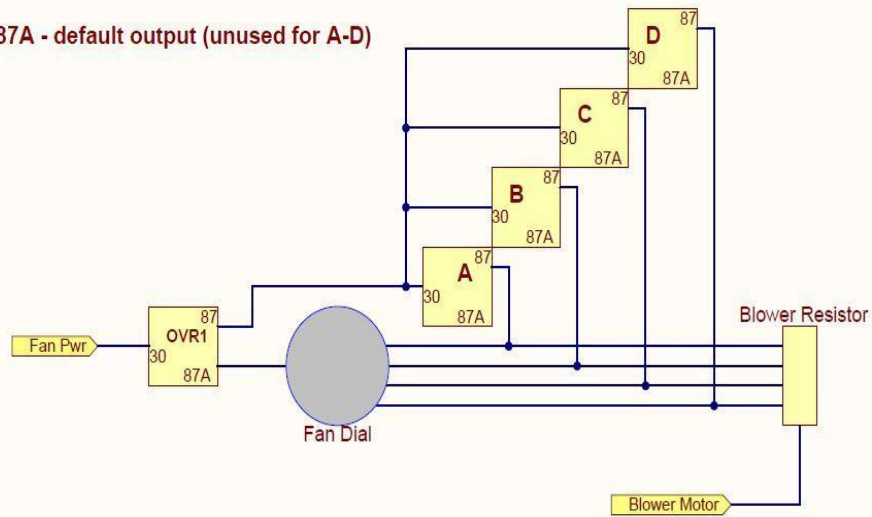 87A - default output (unused for A-D)
87
D
30
87A
87
C
30
87A
87
B
30
87A
87
A
30
87A
Blower Resistor
87
OVR1
Fan Pwr
30
87A
Fan Dial
Blower Motor